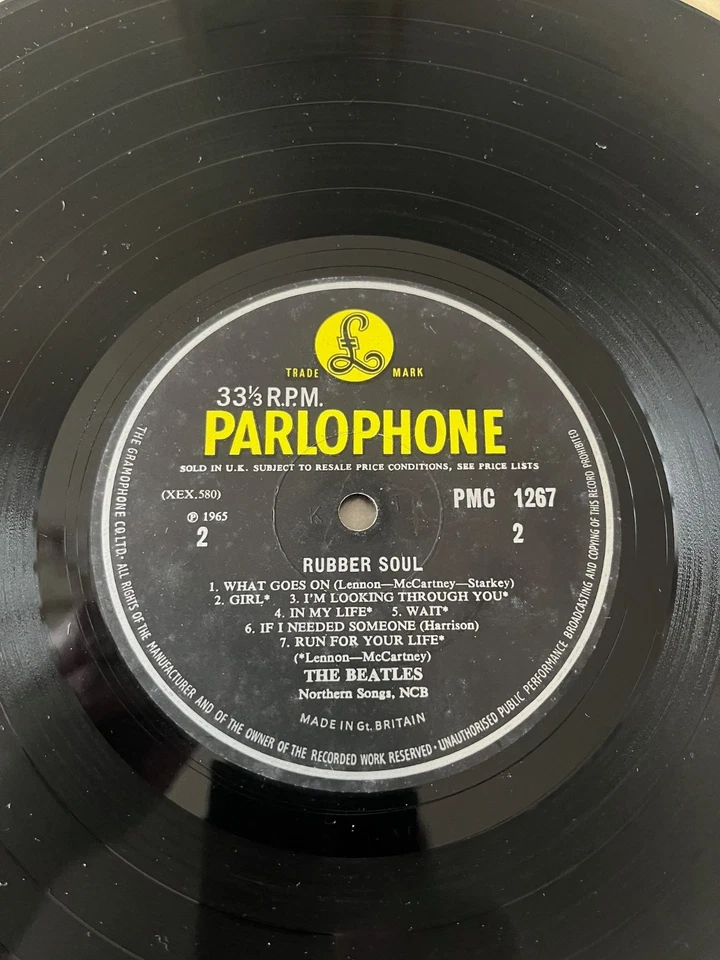 £
TRADE MARK
33⅓ R.P.M.
PARLOPHONE
SOLD IN U.K. SUBJECT TO RESALE PRICE CONDITIONS, SEE PRICE LISTS
(XEX.580)
PMC 1267
℗ 1965
2
2
RUBBER SOUL
1. WHAT GOES ON (Lennon—McCartney—Starkey)
2. GIRL* 3. I'M LOOKING THROUGH YOU*
4. IN MY LIFE* 5. WAIT*
6. IF I NEEDED SOMEONE (Harrison)
7. RUN FOR YOUR LIFE*
(*Lennon—McCartney)
THE BEATLES
Northern Songs, NCB
MADE IN Gt. BRITAIN
THE GRAMOPHONE CO. LTD. · ALL RIGHTS OF THE MANUFACTURER AND OF THE OWNER OF THE RECORDED WORK RESERVED · UNAUTHORISED PUBLIC PERFORMANCE BROADCASTING AND COPYING OF THIS RECORD PROHIBITED